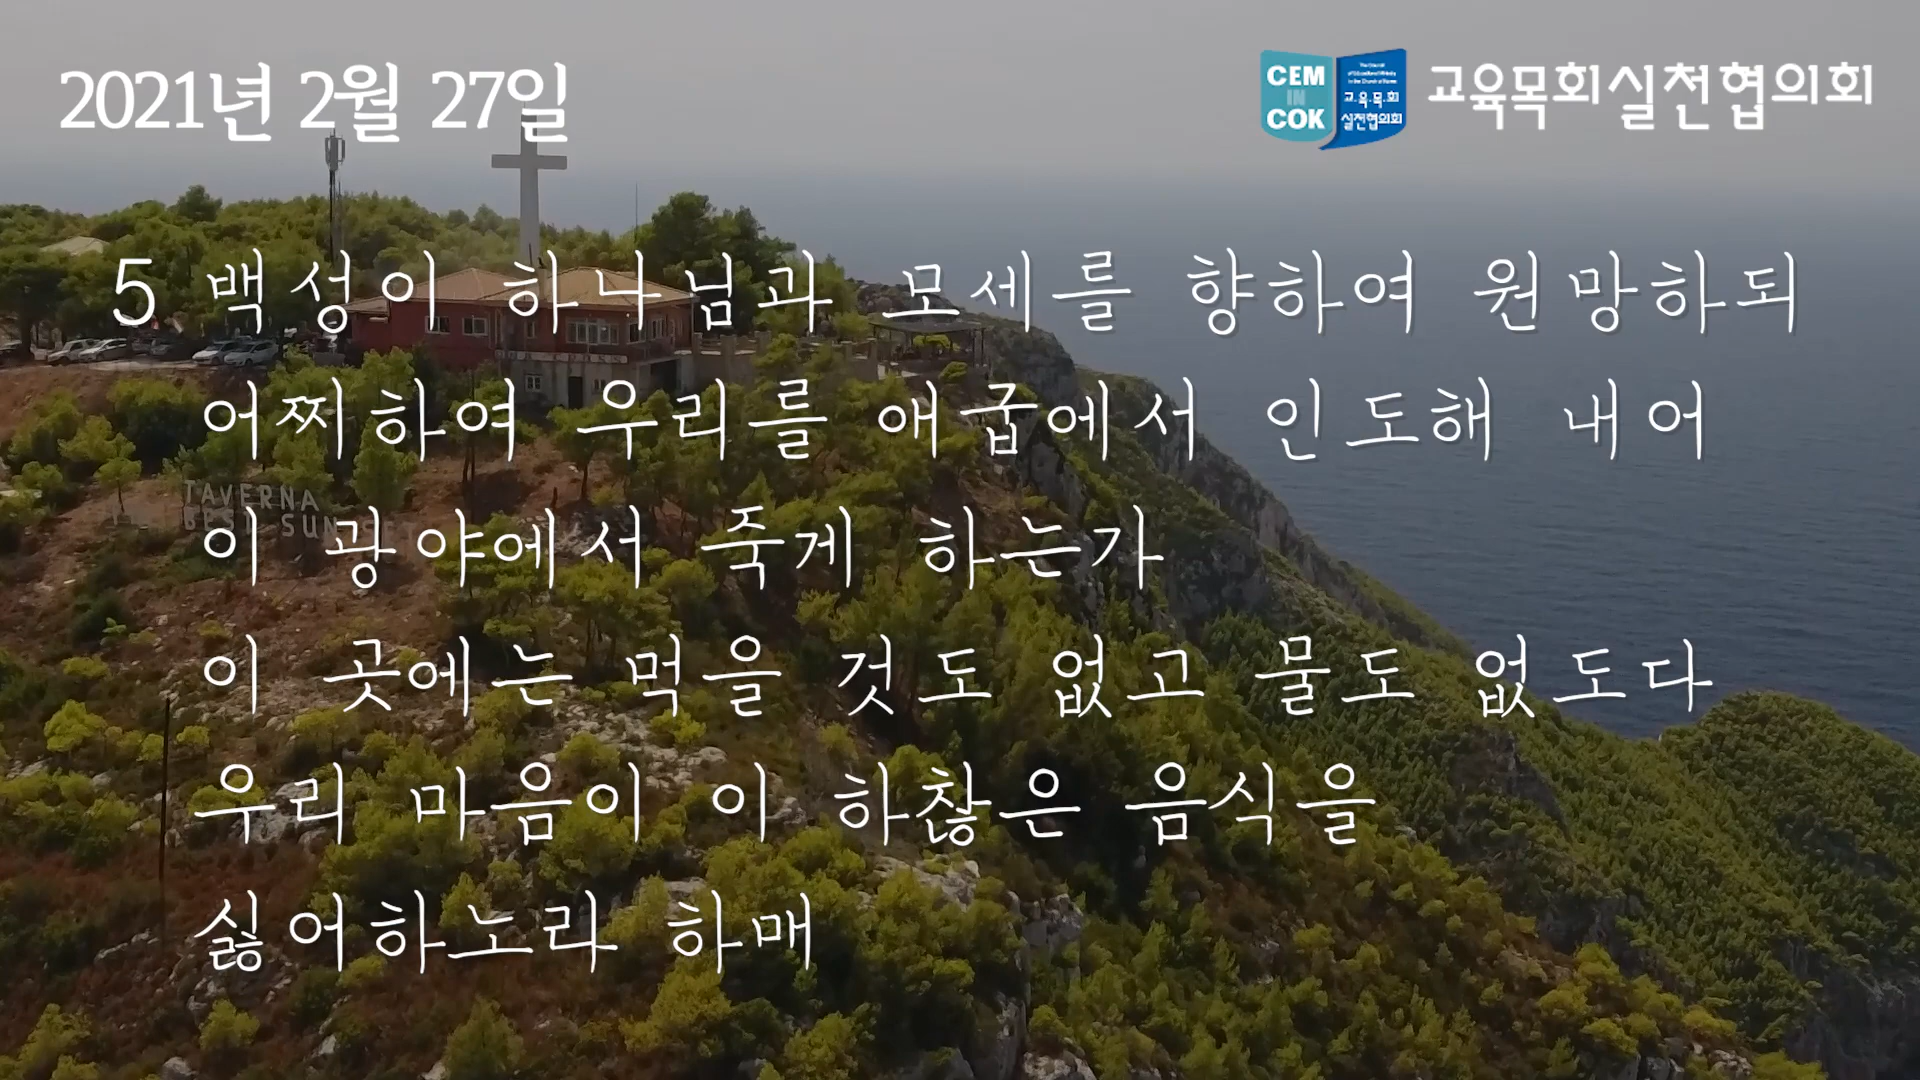 2021년 2월 27일
CEM
IN
COK
교·육·목·회
실천협의회
교육목회실천협의회
5 백성이 하나님과 모세를 향하여 원망하되
어찌하여 우리를 애굽에서 인도해 내어
TAVERNA
BEST SUN
이 광야에서 죽게 하는가
이 곳에는 먹을 것도 없고 물도 없도다
우리 마음이 이 하찮은 음식을
싫어하노라 하매